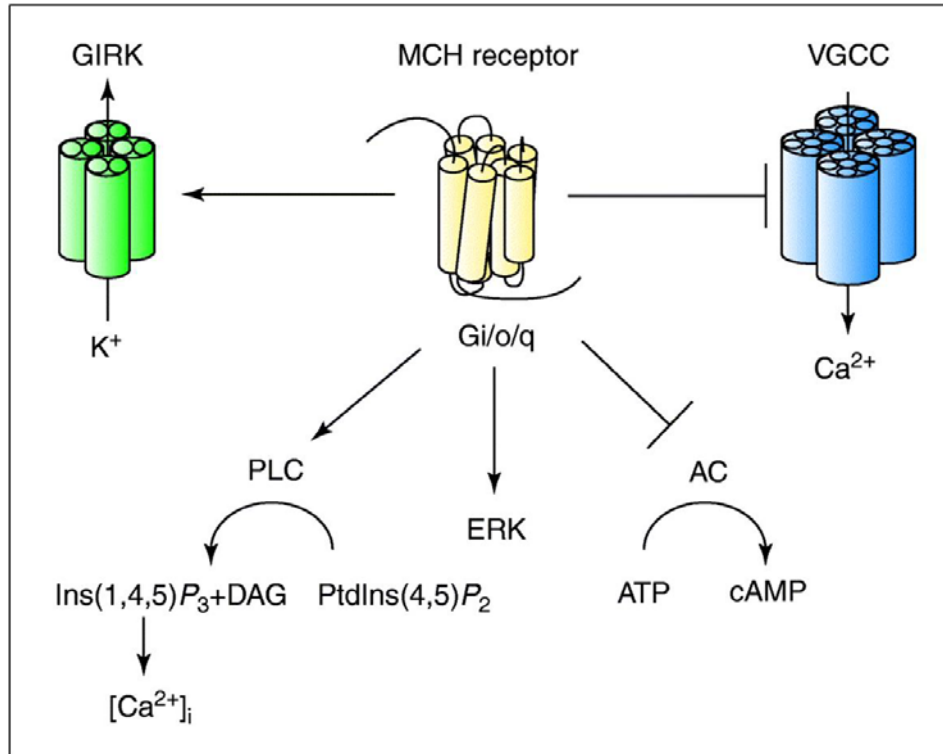 GIRK
MCH receptor
VGCC
K⁺
Gi/o/q
Ca²⁺
PLC
AC
ERK
Ins(1,4,5)P₃+DAG
PtdIns(4,5)P₂
ATP
cAMP
[Ca²⁺]ᵢ